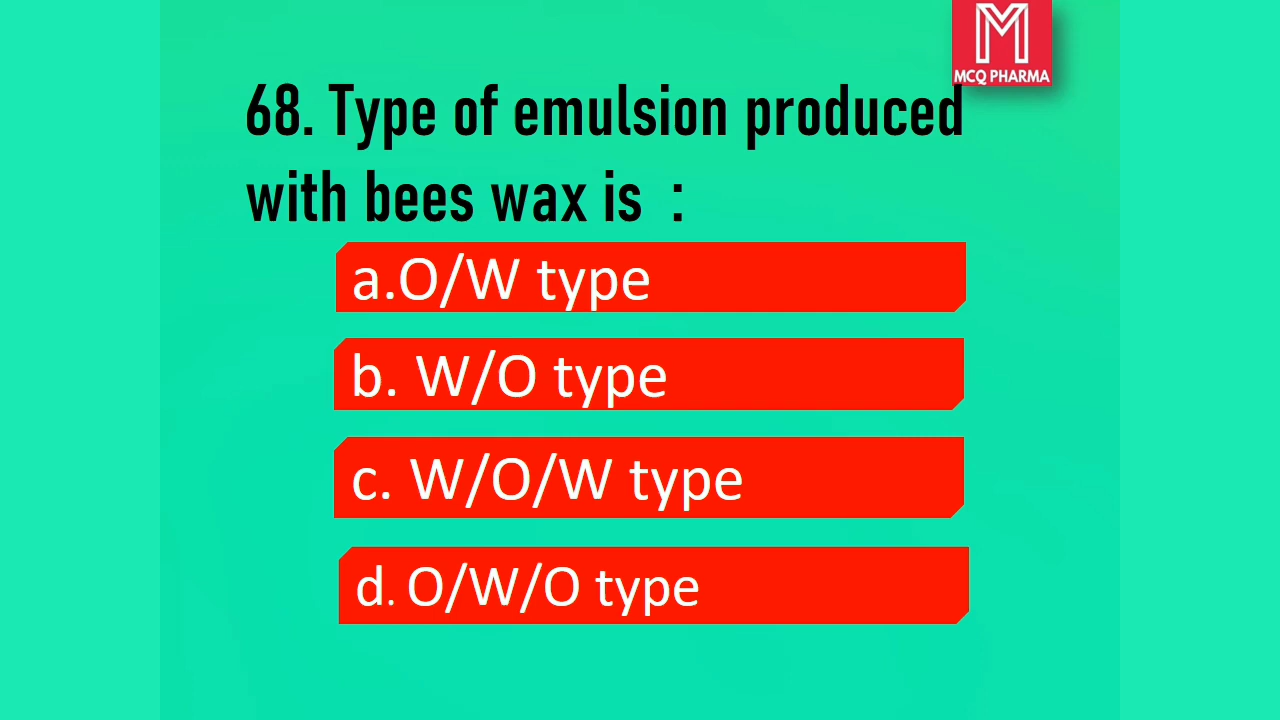 M
MCQ PHARMA
68. Type of emulsion produced
with bees wax is :
a.O/W type
b. W/O type
c. W/O/W type
d. O/W/O type